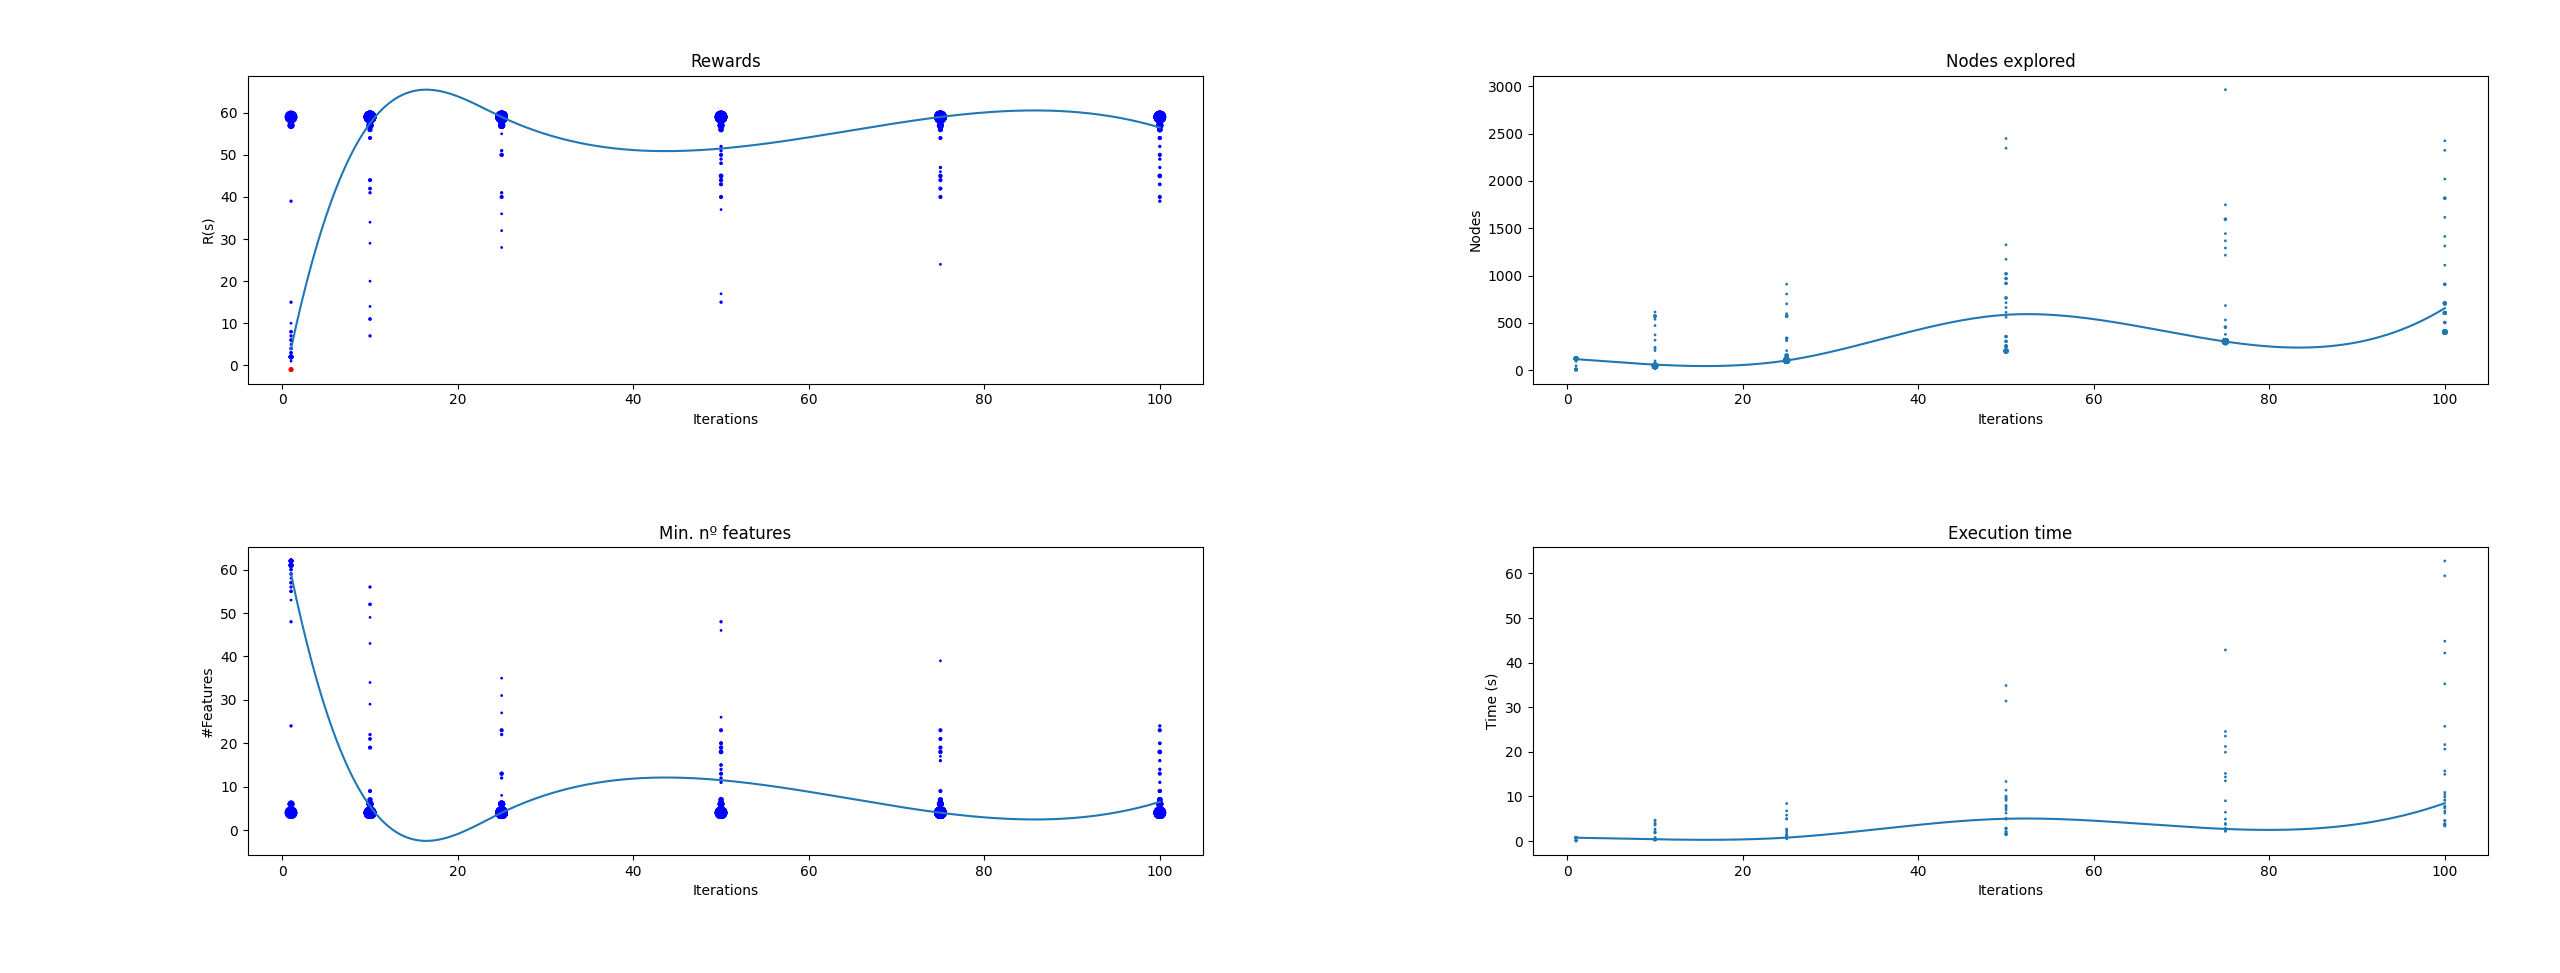 Rewards
R(s)
60
50
40
30
20
10
0
0 20 40 60 80 100
Iterations
Nodes explored
Nodes
3000
2500
2000
1500
1000
500
0
0 20 40 60 80 100
Iterations
Min. nº features
#Features
60
50
40
30
20
10
0
0 20 40 60 80 100
Iterations
Execution time
Time (s)
60
50
40
30
20
10
0
0 20 40 60 80 100
Iterations